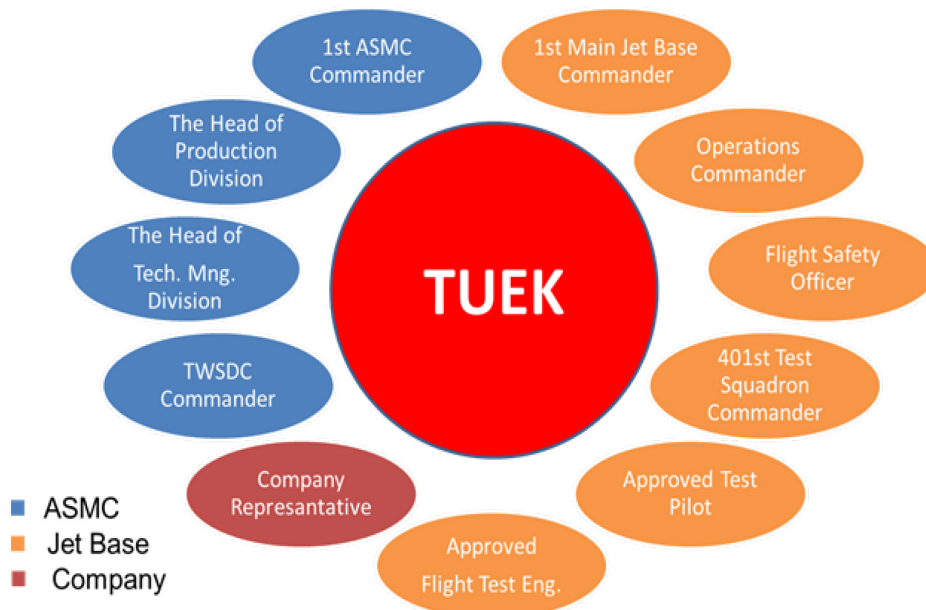 1st ASMC
Commander
1st Main Jet Base
Commander
The Head of
Production
Division
Operations
Commander
The Head of
Tech. Mng.
Division
Flight Safety
Officer
TUEK
TWSDC
Commander
401st Test
Squadron
Commander
Company
Represantative
Approved Test
Pilot
Approved
Flight Test Eng.
ASMC
Jet Base
Company